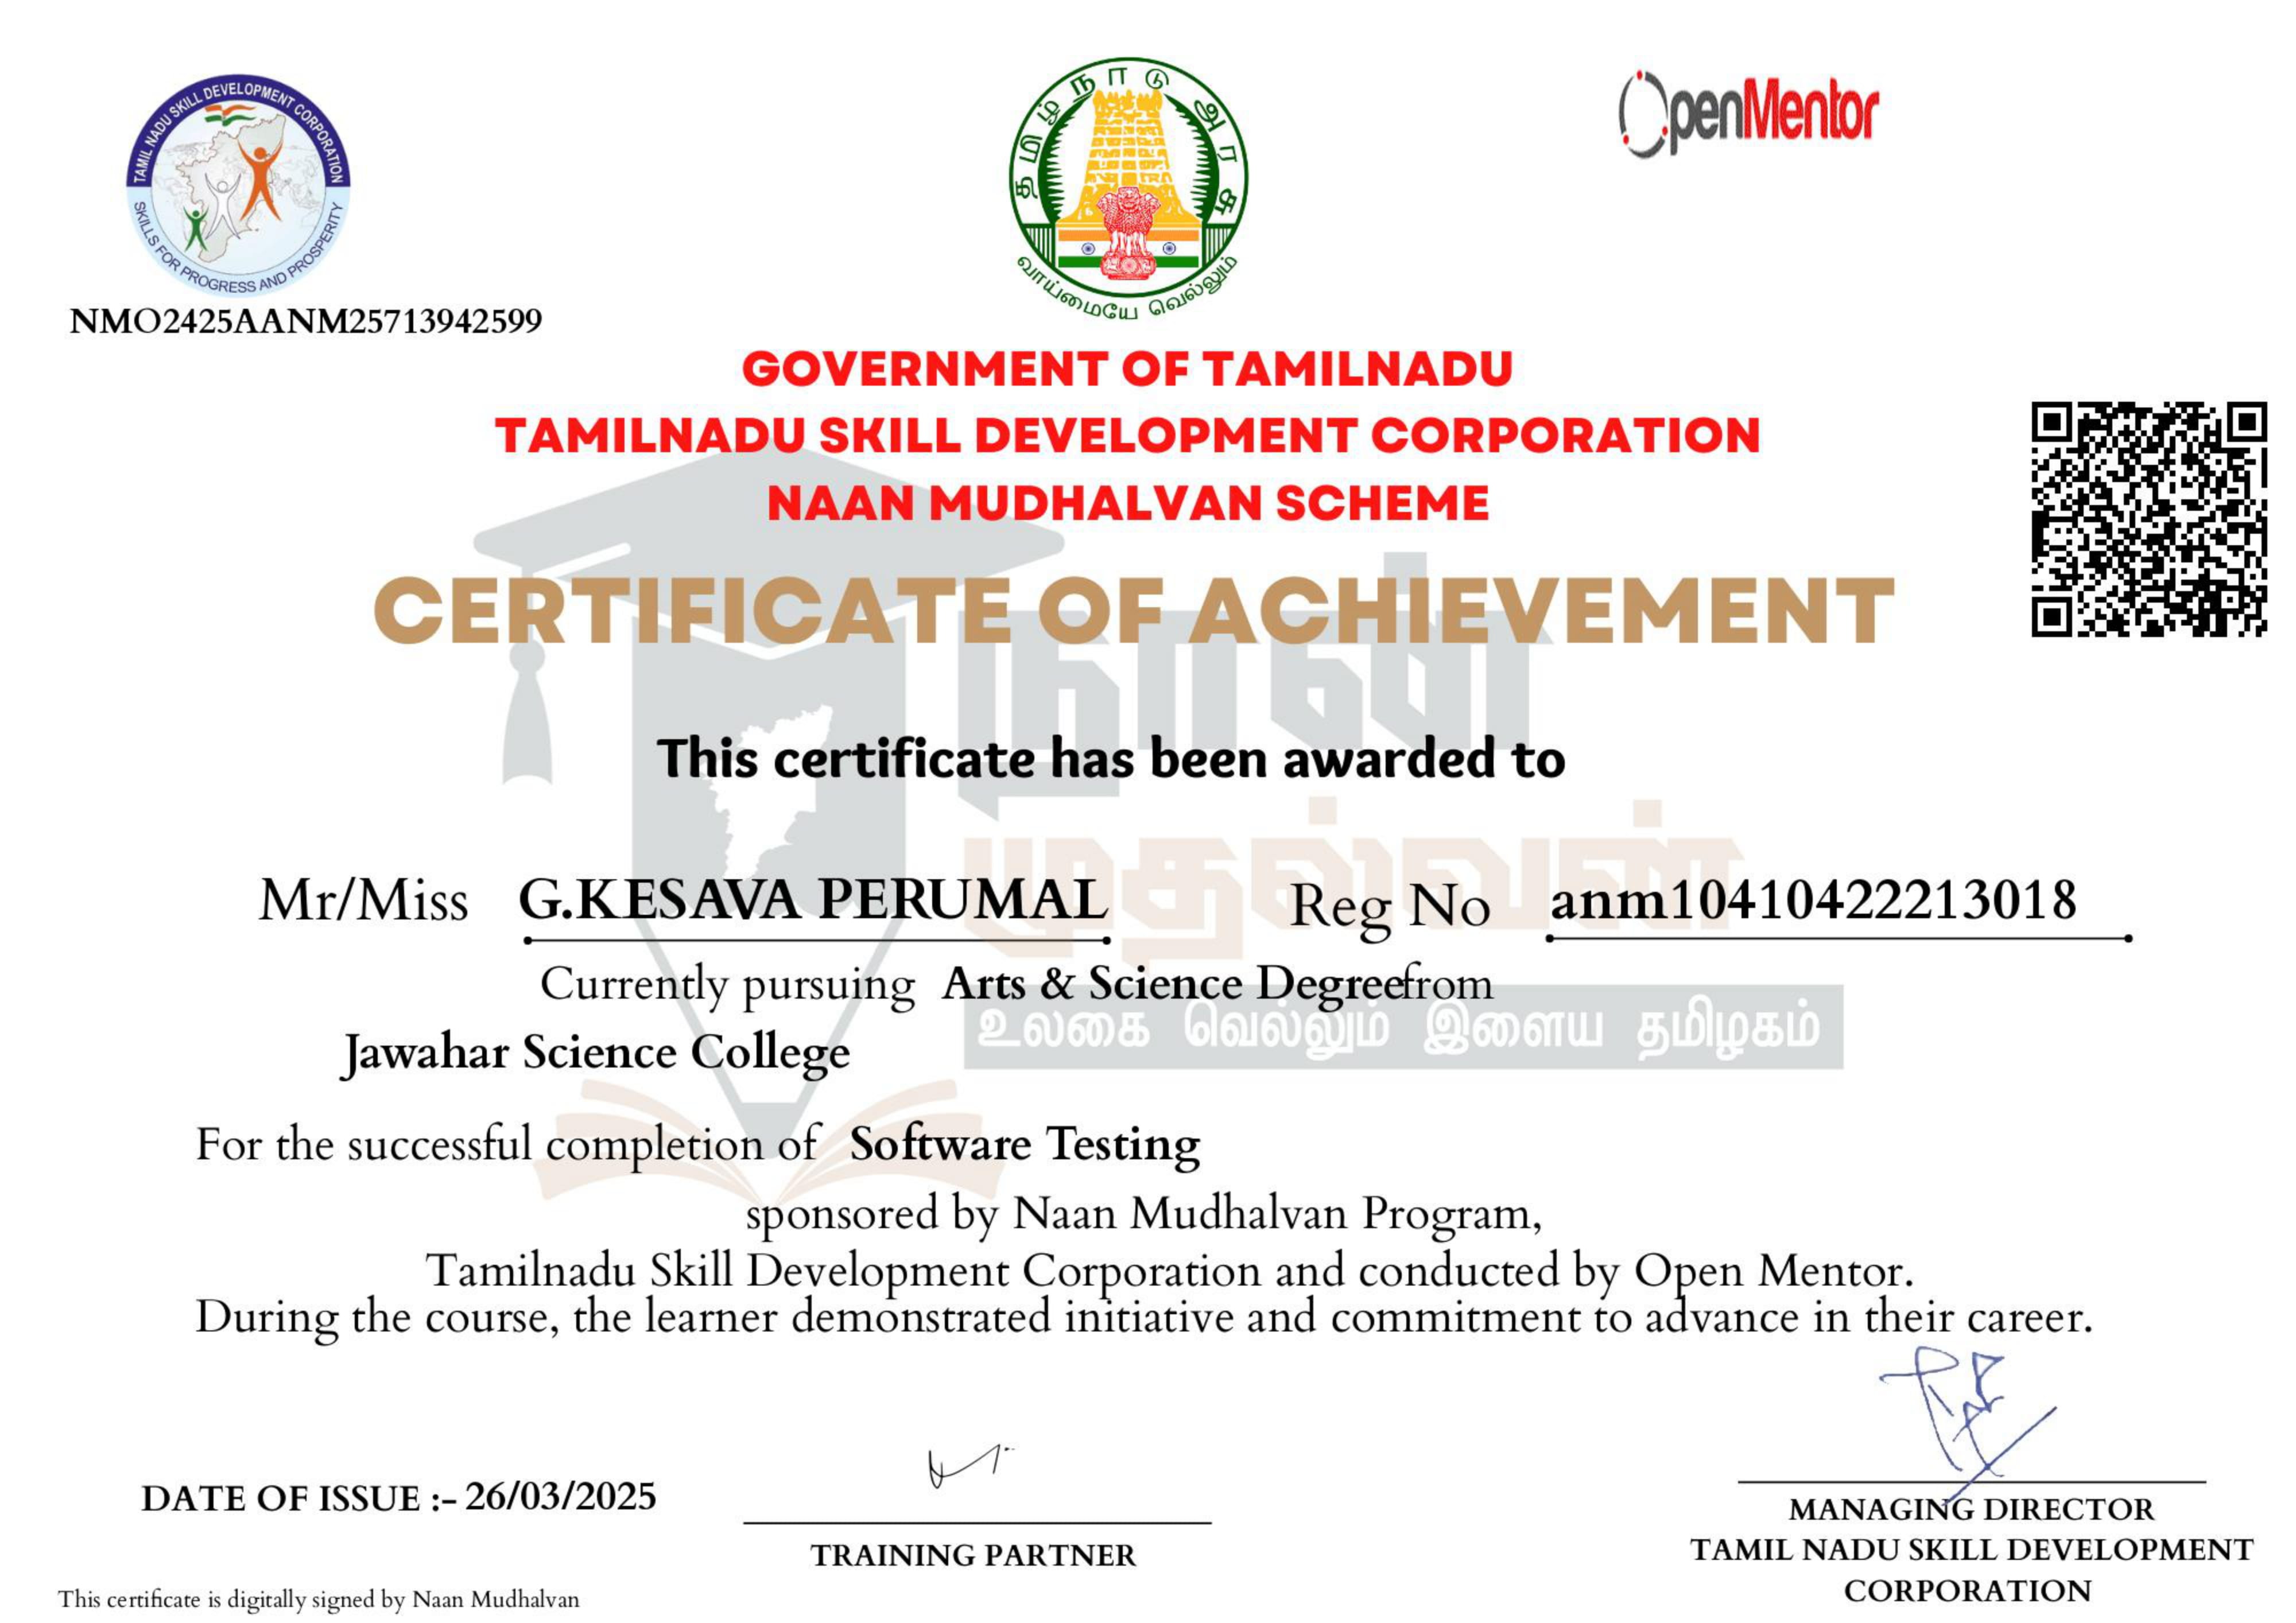 TAMIL NADU SKILL DEVELOPMENT CORPORATION
SKILLS FOR PROGRESS AND PROSPERITY
NMO2425AANM25713942599
தமிழ்நாடு அரசு
வாய்மையே வெல்லும்
OpenMentor
GOVERNMENT OF TAMILNADU
TAMILNADU SKILL DEVELOPMENT CORPORATION
NAAN MUDHALVAN SCHEME
CERTIFICATE OF ACHIEVEMENT
நான்
This certificate has been awarded to
முதல்வன்
Mr/Miss G.KESAVA PERUMAL Reg No anm10410422213018
Currently pursuing Arts & Science Degreefrom
உலகை வெல்லும் இளைய தமிழகம்
Jawahar Science College
For the successful completion of Software Testing
sponsored by Naan Mudhalvan Program,
Tamilnadu Skill Development Corporation and conducted by Open Mentor.
During the course, the learner demonstrated initiative and commitment to advance in their career.
DATE OF ISSUE :- 26/03/2025
TRAINING PARTNER
MANAGING DIRECTOR
TAMIL NADU SKILL DEVELOPMENT
CORPORATION
This certificate is digitally signed by Naan Mudhalvan